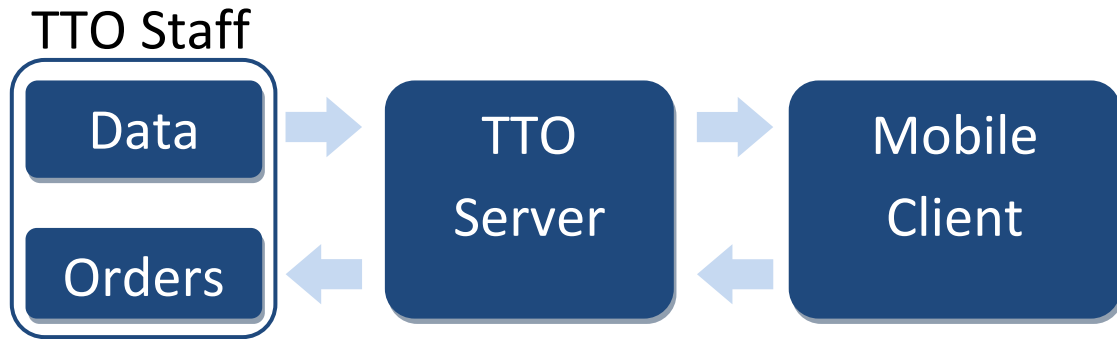 TTO Staff
Data
Orders
TTO
Server
Mobile
Client